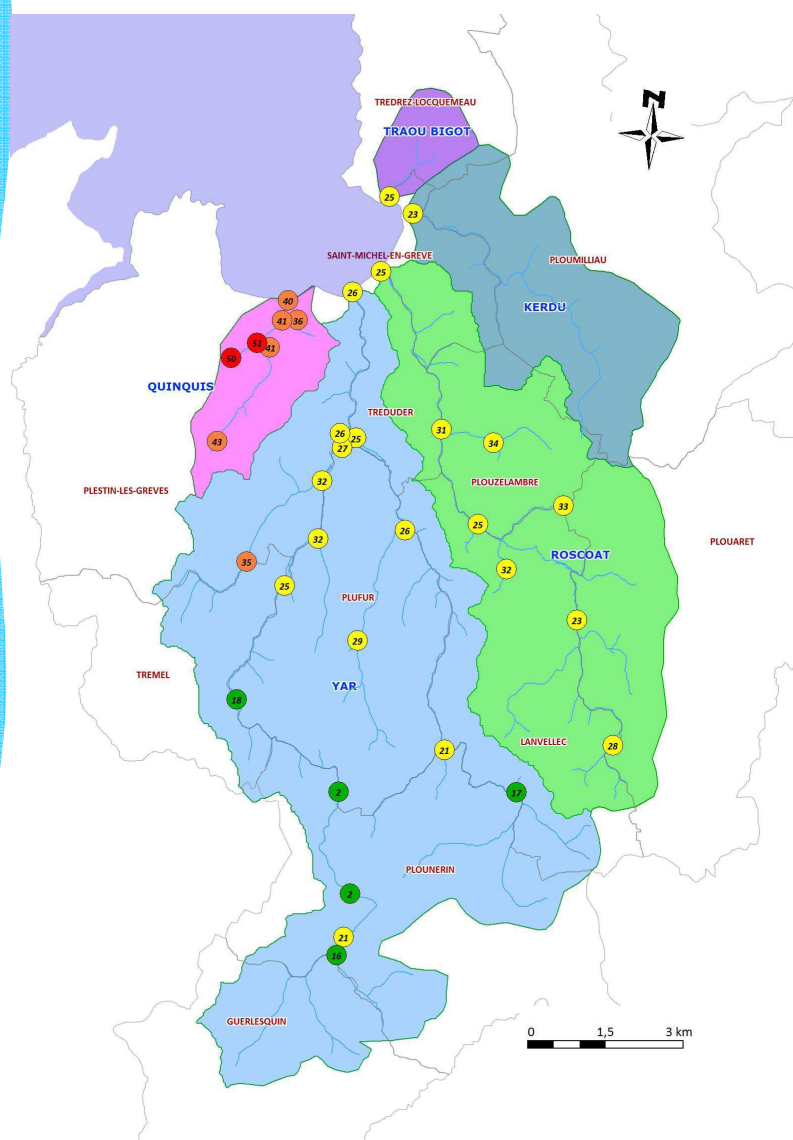 N
TREDREZ-LOCQUEMEAU
TRAOU BIGOT
25
23
SAINT-MICHEL-EN-GREVE
PLOUMILLIAU
25
26
40
KERDU
41
36
51
41
50
QUINQUIS
TREDUDER
43
26
25
27
31
34
32
PLOUZELAMBRE
PLESTIN-LES-GREVES
33
25
26
32
PLOUARET
ROSCOAT
35
32
25
PLUFUR
23
29
TREMEL
YAR
18
LANVELLEC
21
28
2
17
PLOUNERIN
2
21
16
GUERLESQUIN
0 1,5 3 km